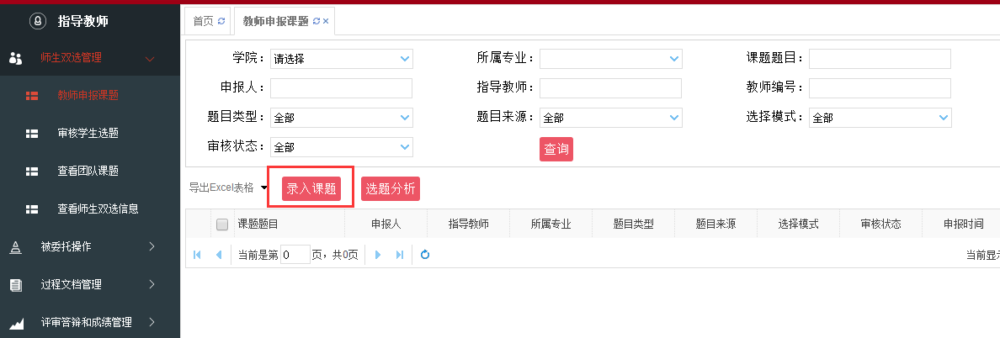 指导教师
师生双选管理
教师申报课题
审核学生选题
查看团队课题
查看师生双选信息
被委托操作
过程文档管理
评审答辩和成绩管理
首页 教师申报课题
学院： 请选择 所属专业： 课题题目：
申报人： 指导教师： 教师编号：
题目类型： 全部 题目来源： 全部 选择模式： 全部
审核状态： 全部 查询
导出Excel表格 录入课题 选题分析
课题题目 申报人 指导教师 所属专业 题目类型 题目来源 选择模式 审核状态 申报时间
当前是第 0 页，共0页 当前显